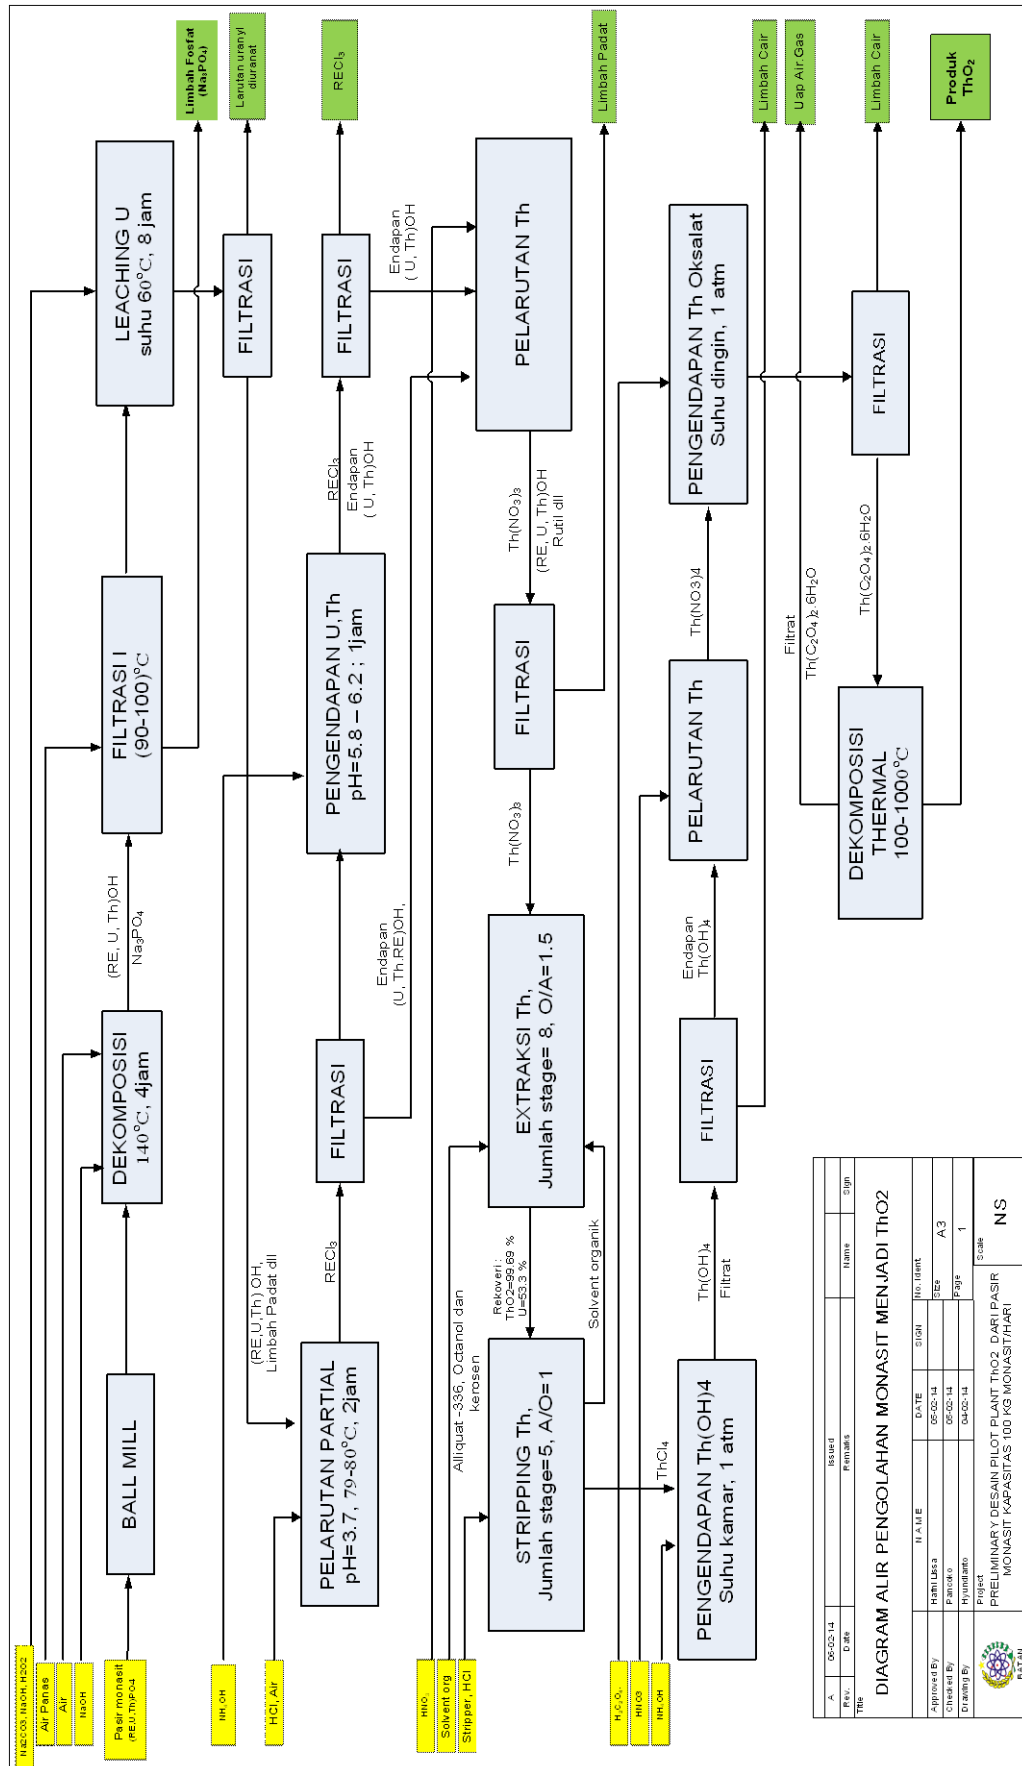 Na2CO3, NaOH, H2O2
Air Panas
Air
NaOH
Pasir monasit
(RE,U,Th)PO4
BALL MILL
DEKOMPOSISI
140°C, 4jam
(RE, U, Th)OH
Na₃PO₄
FILTRASI I
(90-100)°C
LEACHING U
suhu 60°C, 8 jam
Limbah Fosfat
(Na₃PO₄)
Larutan uranyl
diuranat
FILTRASI
(RE,U,Th) OH,
Limbah Padat dll
NH₄OH
HCl, Air
PELARUTAN PARTIAL
pH=3.7, 79-80°C, 2jam
RECl₃
FILTRASI
Endapan
(U, Th.RE)OH,
PENGENDAPAN U,Th
pH=5.8 – 6.2 ; 1jam
RECl₃
Endapan
( U, Th)OH
FILTRASI
RECl₃
Endapan
( U, Th)OH
HNO₃
Solvent org
Stripper, HCl
Alliquat -336, Octanol dan
kerosen
PELARUTAN Th
Th(NO₃)₃
(RE, U, Th)OH
Rutil dll
FILTRASI
Limbah Padat
Th(NO₃)₃
EXTRAKSI Th,
Jumlah stage= 8, O/A=1.5
Rekoveri :
ThO2=99.69 %
U=53.3 %
Solvent organik
STRIPPING Th,
Jumlah stage=5, A/O=1
ThCl₄
H₂C₂O₄.
HNO3
NH₄OH
PENGENDAPAN Th(OH)4
Suhu kamar, 1 atm
Th(OH)₄
Filtrat
FILTRASI
Limbah Cair
Endapan
Th(OH)₄
PELARUTAN Th
Th(NO3)4
PENGENDAPAN Th Oksalat
Suhu dingin, 1 atm
FILTRASI
Limbah Cair
Th(C₂O₄)₂.6H₂O
Filtrat
Th(C₂O₄)₂.6H₂O
DEKOMPOSISI
THERMAL
100-1000°C
Uap Air.Gas
Produk
ThO₂
A
06-02-14
Issued
Rev.
Date
Remarks
Name
Sign
Title
DIAGRAM ALIR PENGOLAHAN MONASIT MENJADI ThO2
N A M E
DATE
SIGN
No. Ident.
Approved By
Hafni Lissa
06-02-14
Size
A3
Checked By
Pancoko
06-02-14
Page
1
Drawing By
Hyundianto
04-02-14
Project
PRELIMINARY DESAIN PILOT PLANT ThO2 DARI PASIR
MONASIT KAPASITAS 100 KG MONASIT/HARI
Scale
NS
BATAN